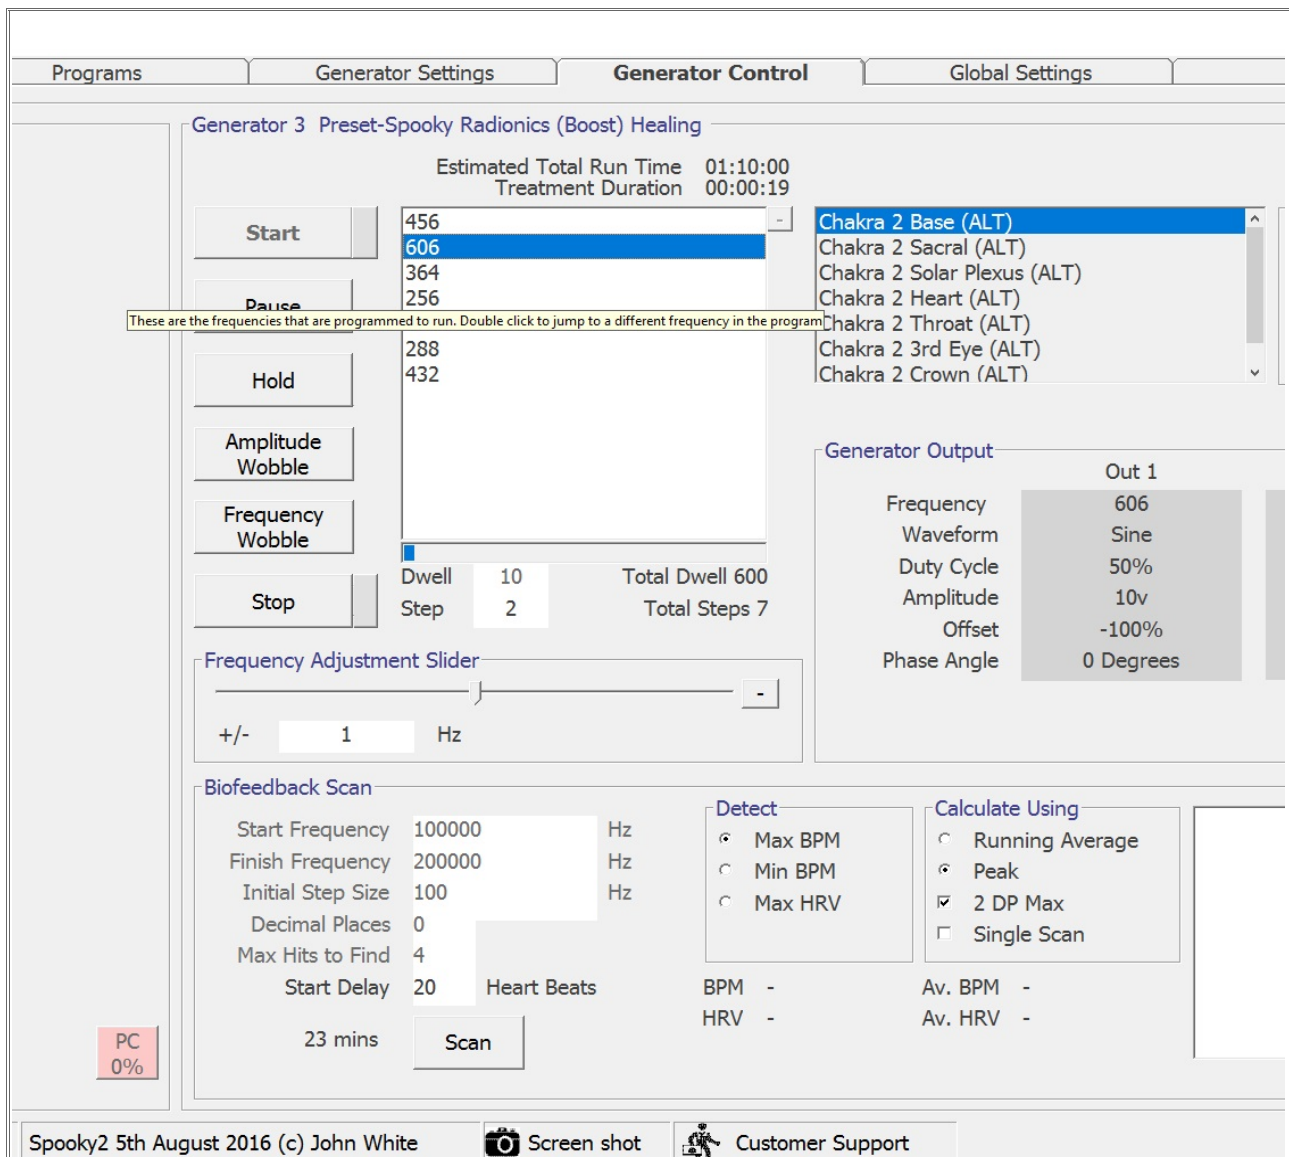 Programs
Generator Settings
Generator Control
Global Settings
Generator 3 Preset-Spooky Radionics (Boost) Healing
Estimated Total Run Time 01:10:00
Treatment Duration 00:00:19
Start
Pause
Hold
Amplitude
Wobble
Frequency
Wobble
Stop
456
606
364
256
These are the frequencies that are programmed to run. Double click to jump to a different frequency in the program
288
432
-
Dwell 10 Total Dwell 600
Step 2 Total Steps 7
Chakra 2 Base (ALT)
Chakra 2 Sacral (ALT)
Chakra 2 Solar Plexus (ALT)
Chakra 2 Heart (ALT)
Chakra 2 Throat (ALT)
Chakra 2 3rd Eye (ALT)
Chakra 2 Crown (ALT)
Generator Output
Out 1
Frequency 606
Waveform Sine
Duty Cycle 50%
Amplitude 10v
Offset -100%
Phase Angle 0 Degrees
Frequency Adjustment Slider
-
+/- 1 Hz
Biofeedback Scan
Start Frequency 100000 Hz
Finish Frequency 200000 Hz
Initial Step Size 100 Hz
Decimal Places 0
Max Hits to Find 4
Start Delay 20 Heart Beats
23 mins Scan
Detect
Max BPM
Min BPM
Max HRV
Calculate Using
Running Average
Peak
2 DP Max
Single Scan
BPM - Av. BPM -
HRV - Av. HRV -
PC
0%
Spooky2 5th August 2016 (c) John White
Screen shot
Customer Support